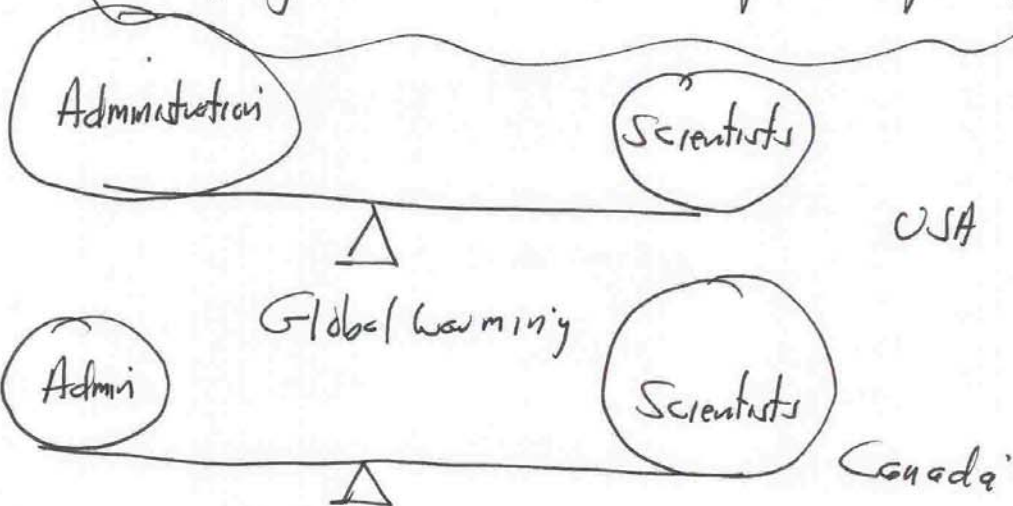 Administration
Scientists
USA
Global warming
Admin
Scientists
Canada